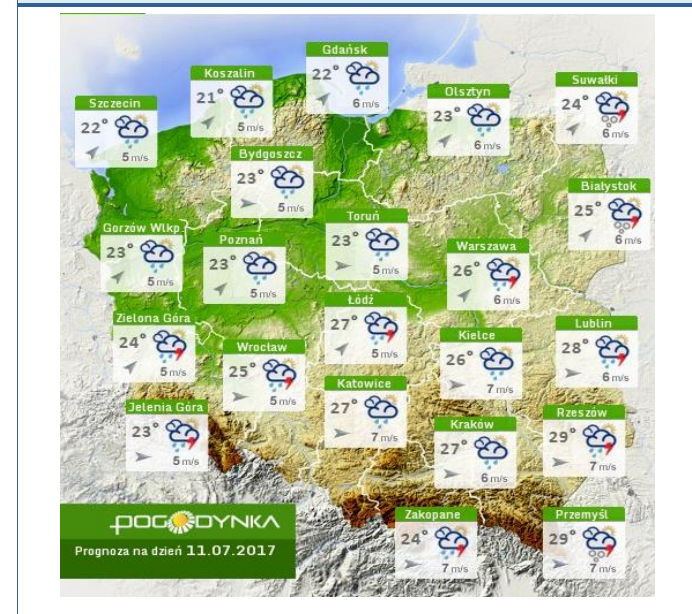 Gdańsk
22°
6 m/s
Koszalin
21°
5 m/s
Suwałki
24°
6 m/s
Olsztyn
23°
6 m/s
Szczecin
22°
5 m/s
Bydgoszcz
23°
5 m/s
Białystok
25°
6 m/s
Toruń
23°
5 m/s
Gorzów Wlkp
23°
5 m/s
Poznań
23°
5 m/s
Warszawa
26°
6 m/s
Łódź
27°
5 m/s
Zielona Góra
24°
5 m/s
Lublin
28°
6 m/s
Kielce
26°
7 m/s
Wrocław
25°
5 m/s
Katowice
27°
7 m/s
Jelenia Góra
23°
5 m/s
Rzeszów
29°
7 m/s
Kraków
27°
6 m/s
Zakopane
24°
7 m/s
Przemyśl
29°
7 m/s
POGODYNKA
Prognoza na dzień 11.07.2017